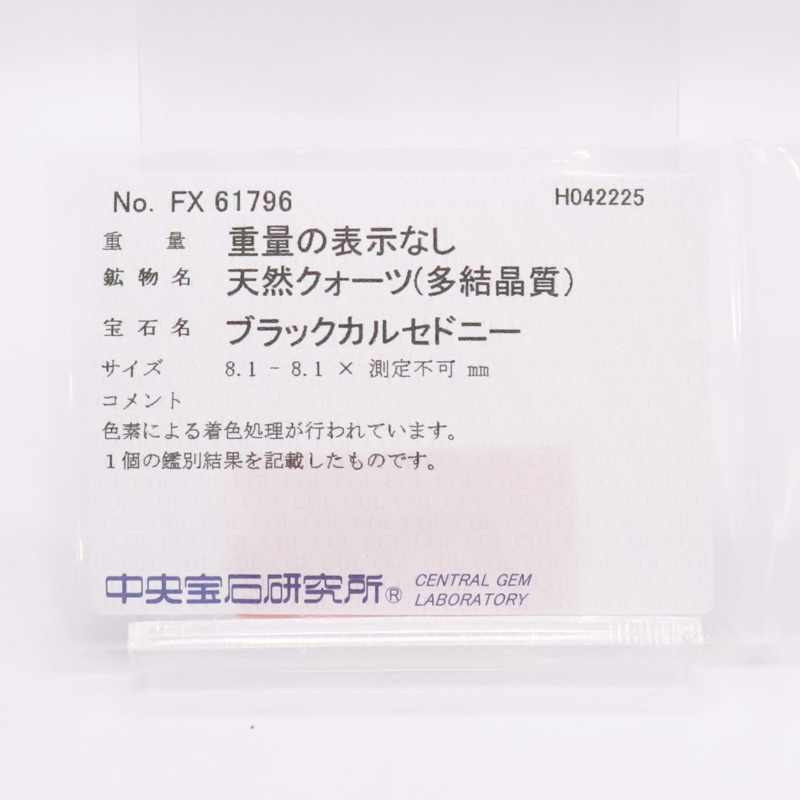 No. FX 61796 H042225
重量 重量の表示なし
鉱物名 天然クォーツ(多結晶質)
宝石名 ブラックカルセドニー
サイズ 8.1 - 8.1 × 測定不可 mm
コメント
色素による着色処理が行われています。
1個の鑑別結果を記載したものです。
中央宝石研究所® CENTRAL GEM
LABORATORY